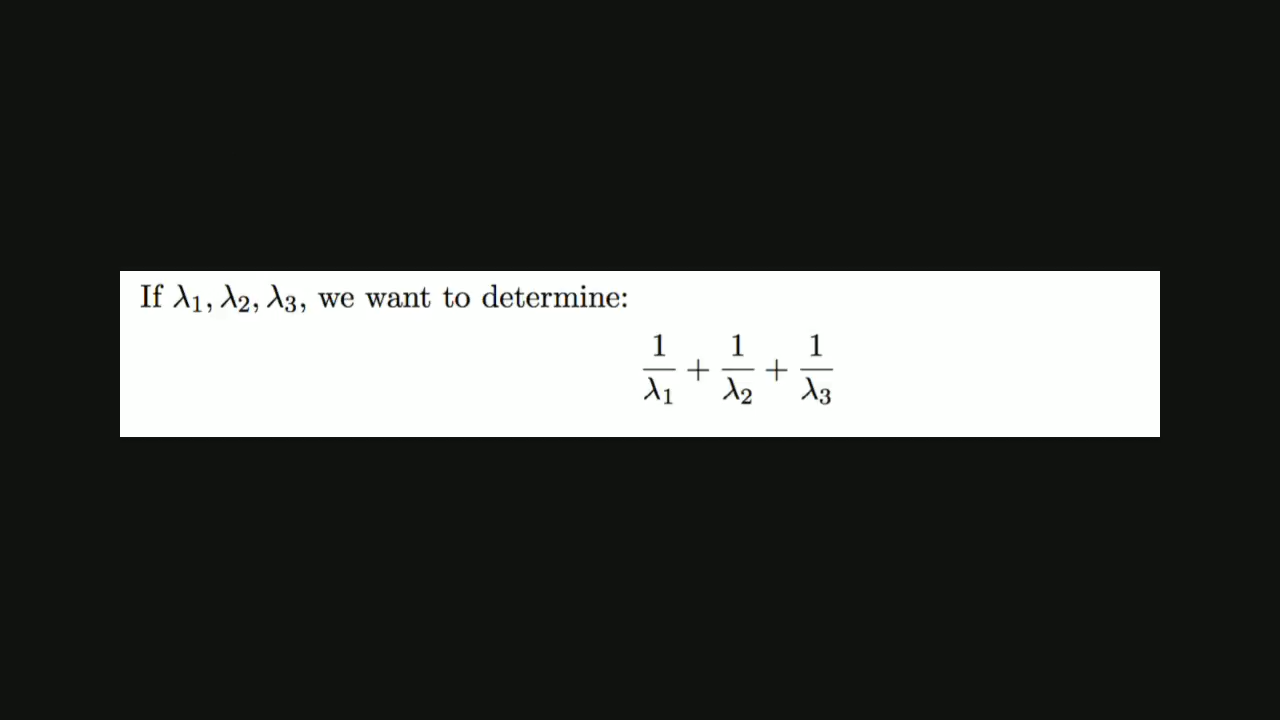 If λ₁, λ₂, λ₃, we want to determine:
1/λ₁ + 1/λ₂ + 1/λ₃